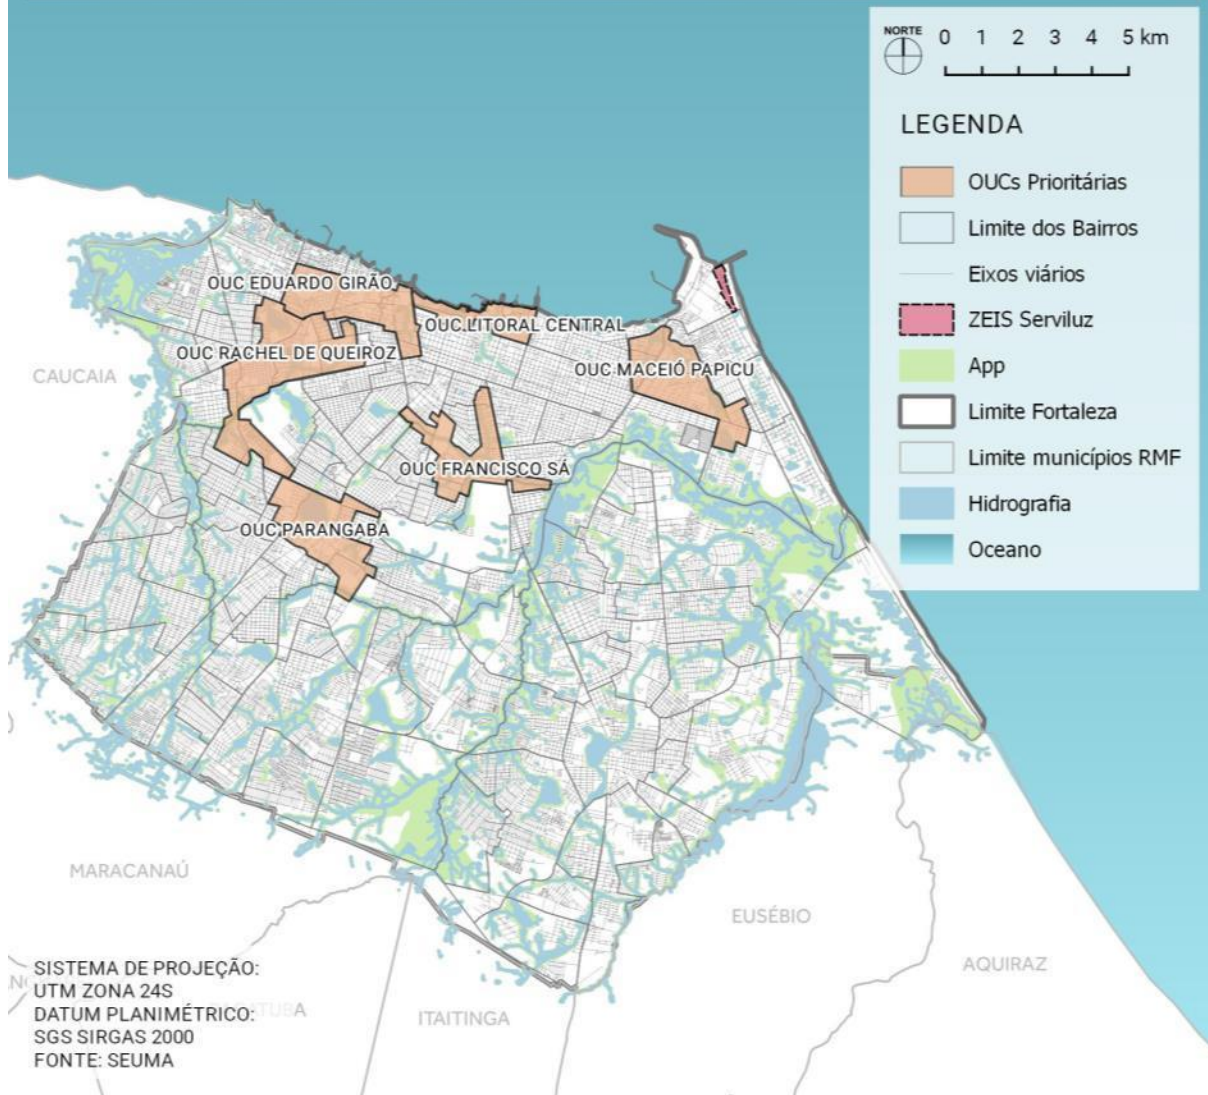 NORTE
0 1 2 3 4 5 km
LEGENDA
OUCs Prioritárias
Limite dos Bairros
Eixos viários
ZEIS Serviluz
App
Limite Fortaleza
Limite municípios RMF
Hidrografia
Oceano
OUC EDUARDO GIRÃO
OUC LITORAL CENTRAL
OUC RACHEL DE QUEIROZ
OUC MACEIÓ PAPICU
CAUCAIA
OUC FRANCISCO SÁ
OUC PARANGABA
MARACANAÚ
EUSÉBIO
AQUIRAZ
ITAITINGA
SISTEMA DE PROJEÇÃO:
UTM ZONA 24S
DATUM PLANIMÉTRICO:
SGS SIRGAS 2000
FONTE: SEUMA